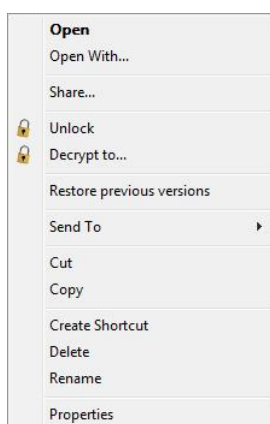 Open
Open With...
Share...
Unlock
Decrypt to...
Restore previous versions
Send To
Cut
Copy
Create Shortcut
Delete
Rename
Properties